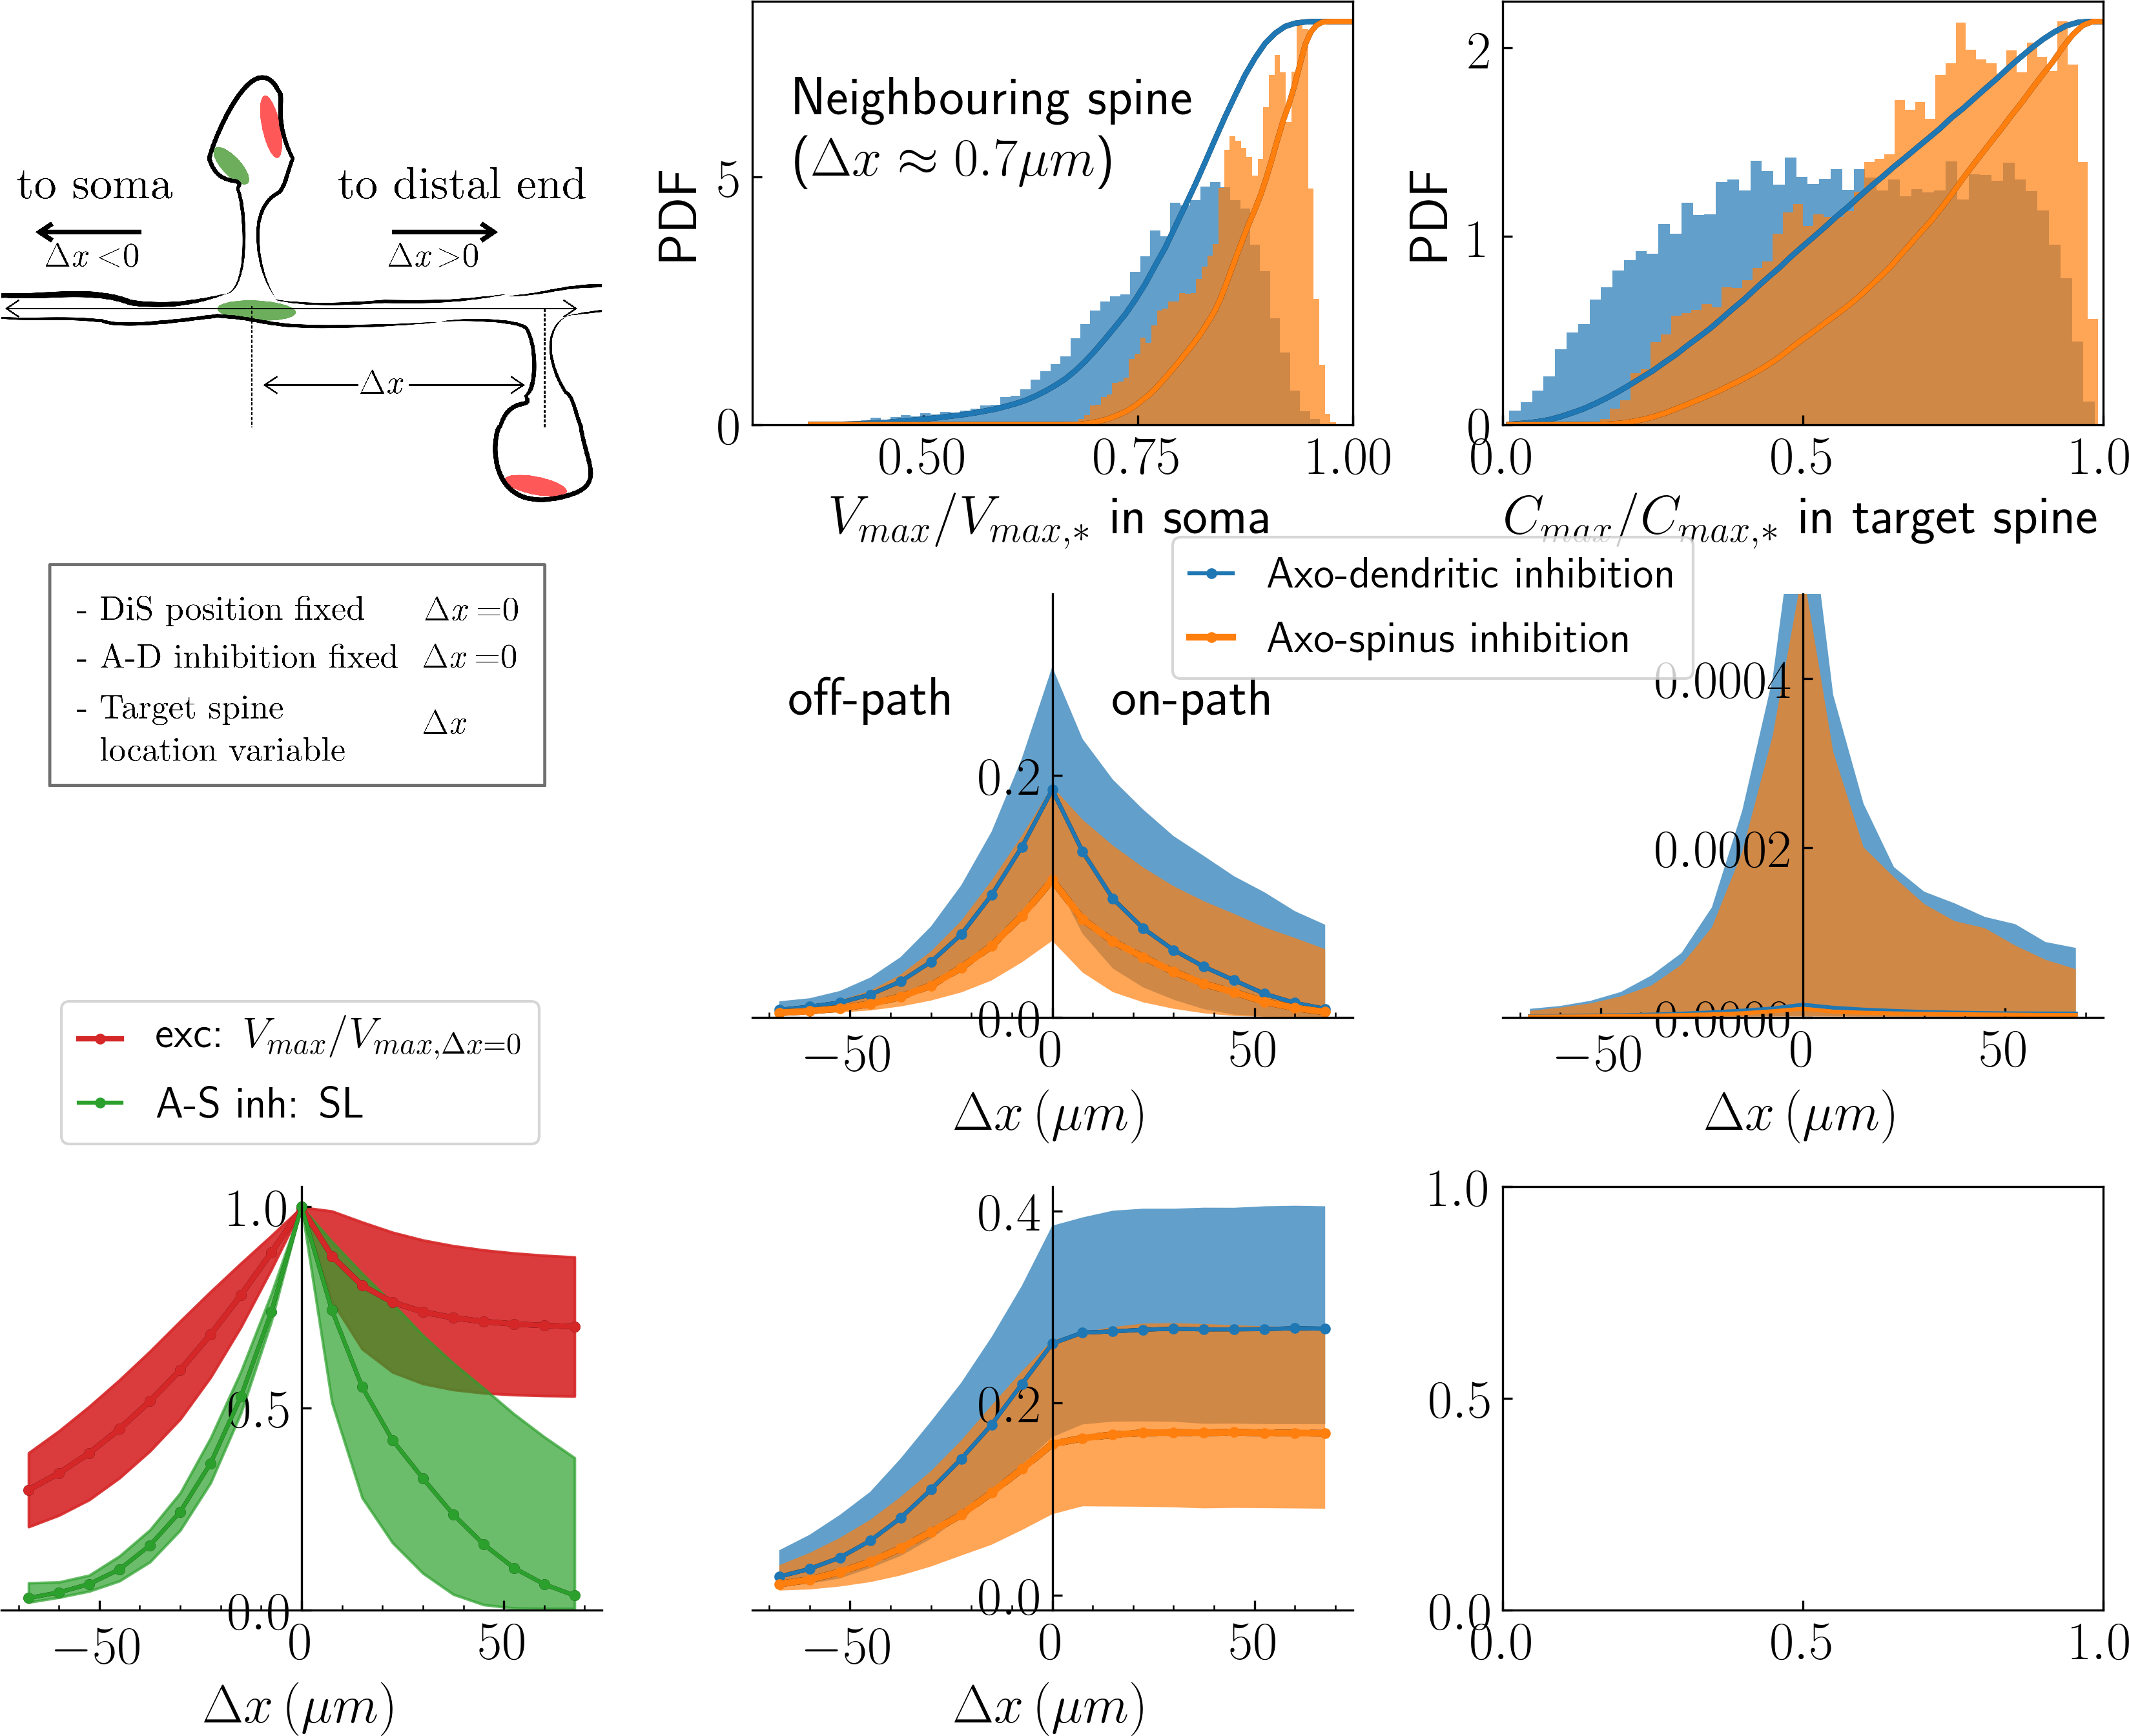 to soma
Δx <0
to distal end
Δx >0
Δx
- DiS position fixed Δx =0
- A-D inhibition fixed Δx =0
- Target spine
location variable
Δx
Neighbouring spine
(Δx ≈ 0.7μm)
PDF
5
0
0.50 0.75 1.00
V_max/V_max,* in soma
PDF
2
1
0
0.0 0.5 1.0
C_max/C_max,* in target spine
Axo-dendritic inhibition
Axo-spinus inhibition
off-path
on-path
0.2
0.0
−50 0 50
Δx (μm)
0.0004
0.0002
0.0000
−50 0 50
Δx (μm)
exc: V_max/V_max,Δx=0
A-S inh: SL
1.0
0.5
0.0
−50 0 50
Δx (μm)
0.4
0.2
0.0
−50 0 50
Δx (μm)
1.0
0.5
0.0
0.0 0.5 1.0